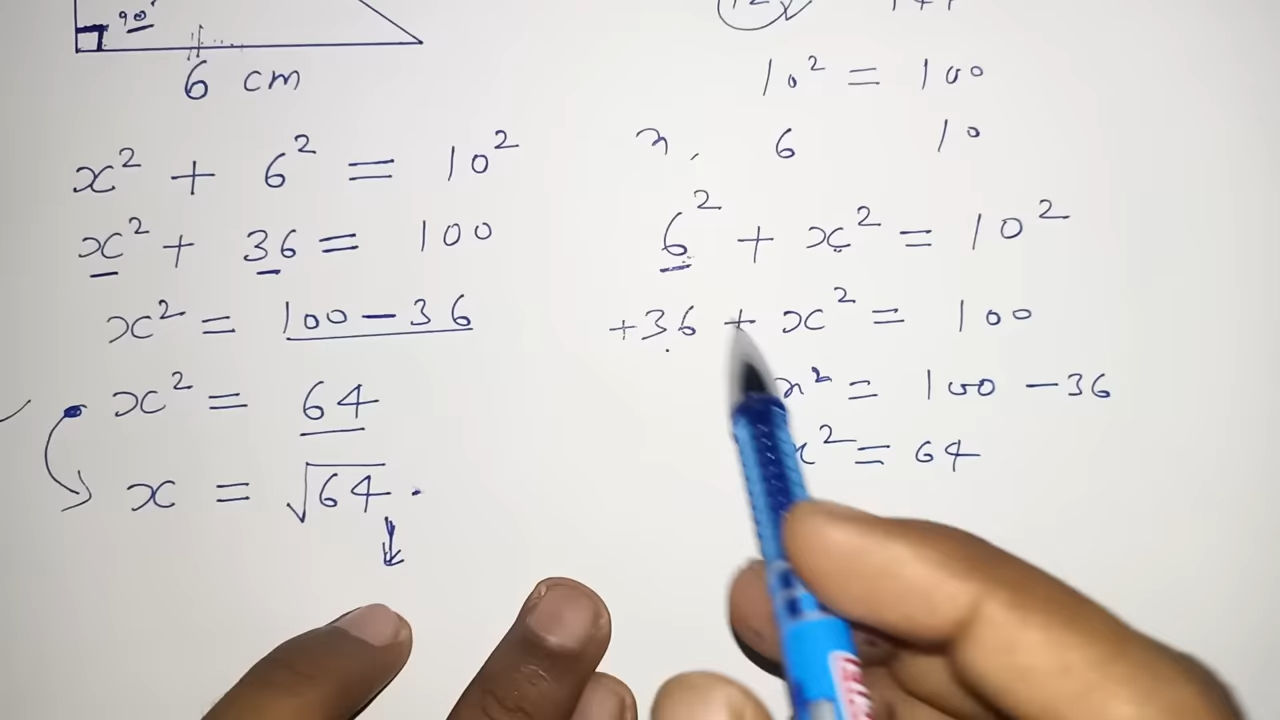 90°
6 cm
x² + 6² = 10²
x² + 36 = 100
x² = 100 - 36
x² = 64
x = √64 .
10² = 100
x, 6 10
6² + x² = 10²
+36 + x² = 100
x² = 100 - 36
x² = 64